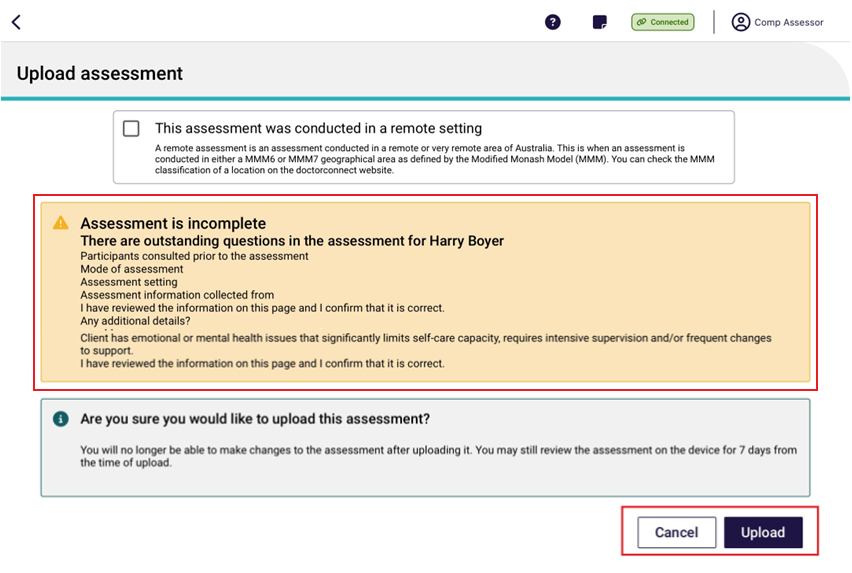 Connected
Comp Assessor
Upload assessment
This assessment was conducted in a remote setting
A remote assessment is an assessment conducted in a remote or very remote area of Australia. This is when an assessment is
conducted in either a MMM6 or MMM7 geographical area as defined by the Modified Monash Model (MMM). You can check the MMM
classification of a location on the doctorconnect website.
Assessment is incomplete
There are outstanding questions in the assessment for Harry Boyer
Participants consulted prior to the assessment
Mode of assessment
Assessment setting
Assessment information collected from
I have reviewed the information on this page and I confirm that it is correct.
Any additional details?
Client has emotional or mental health issues that significantly limits self-care capacity, requires intensive supervision and/or frequent changes
to support.
I have reviewed the information on this page and I confirm that it is correct.
Are you sure you would like to upload this assessment?
You will no longer be able to make changes to the assessment after uploading it. You may still review the assessment on the device for 7 days from
the time of upload.
Cancel
Upload